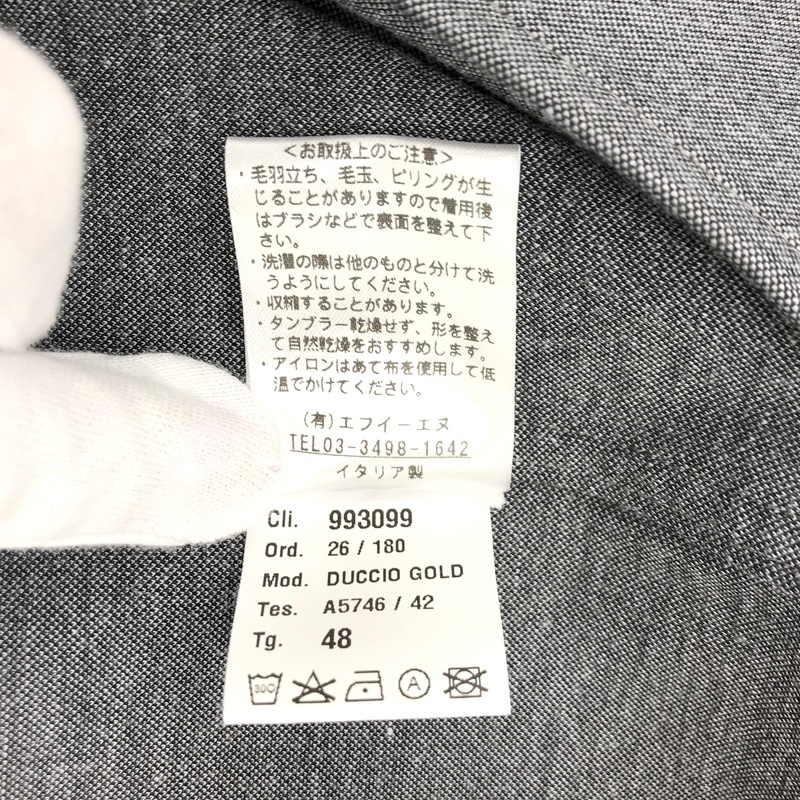 <お取扱上のご注意>
・毛羽立ち、毛玉、ピリングが生
じることがありますので着用後
はブラシなどで表面を整えて下
さい。
・洗濯の際は他のものと分けて洗
うようにしてください。
・収縮することがあります。
・タンブラー乾燥せず、形を整え
て自然乾燥をおすすめします。
・アイロンはあて布を使用して低
温でかけてください。
(有)エフイーエヌ
TEL03-3498-1642
イタリア製
Cli. 993099
Ord. 26 / 180
Mod. DUCCIO GOLD
Tes. A5746 / 42
Tg. 48
30° A